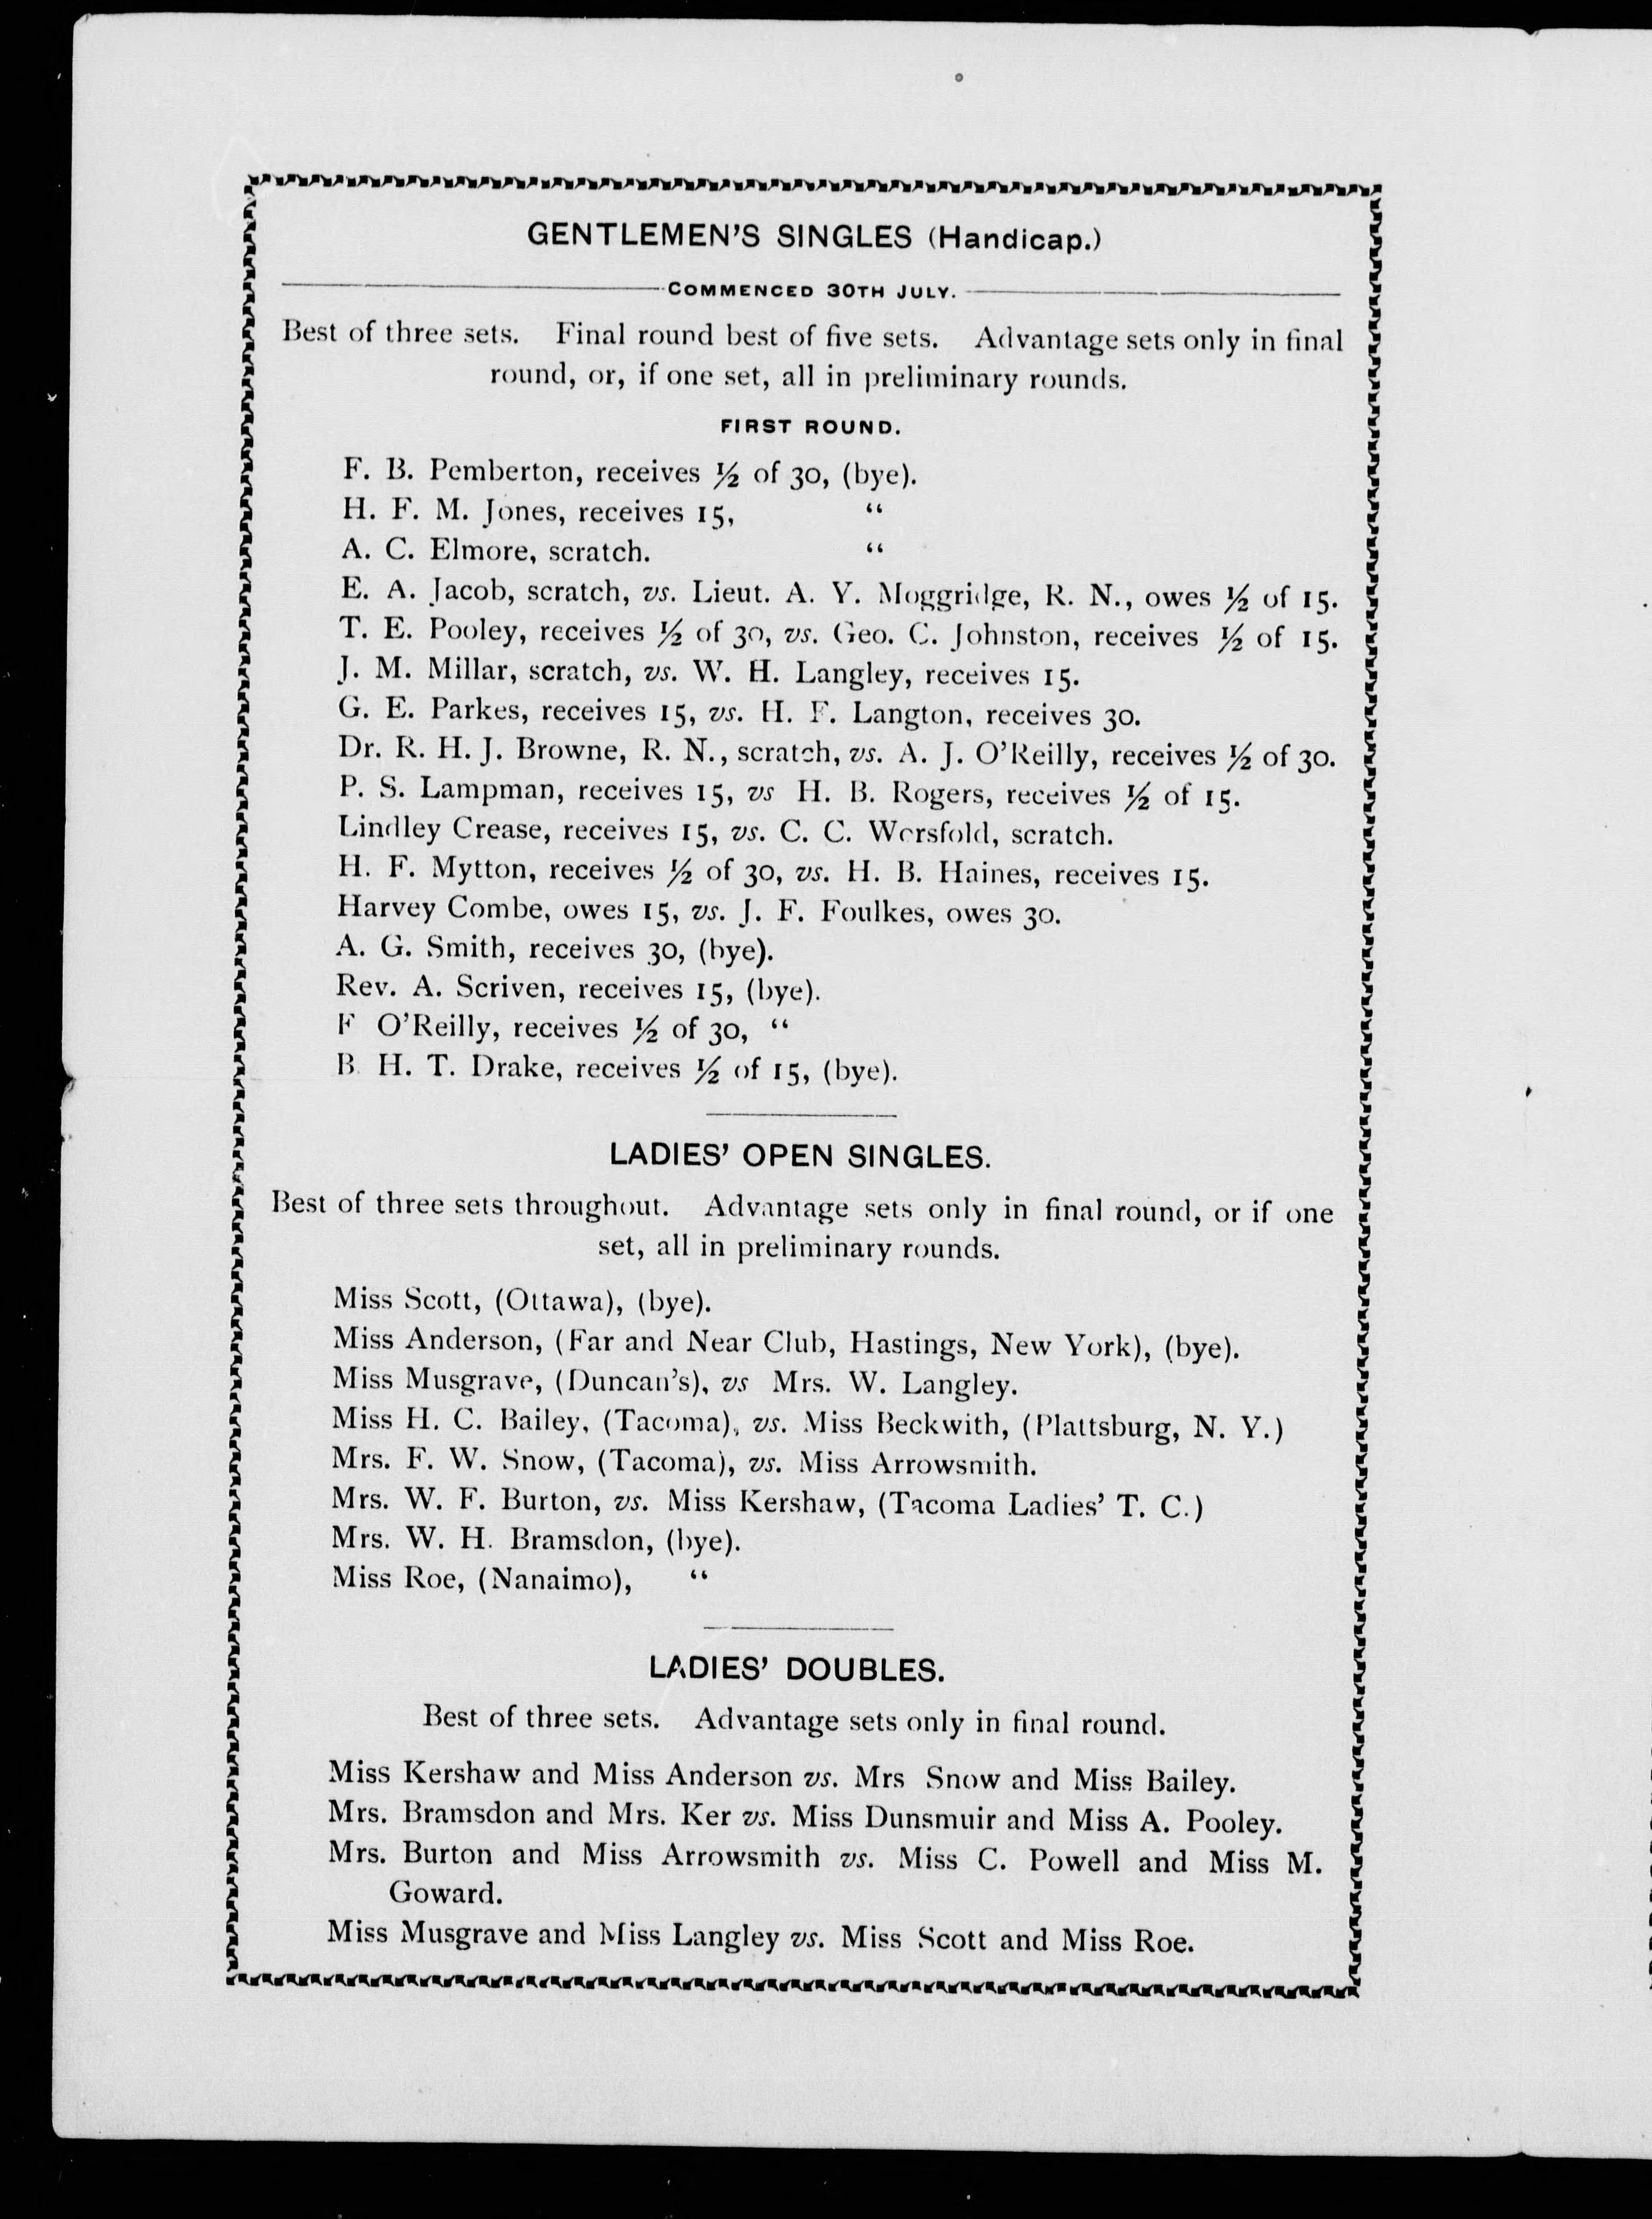 GENTLEMEN'S SINGLES (Handicap.)
COMMENCED 30TH JULY.
Best of three sets. Final round best of five sets. Advantage sets only in final
round, or, if one set, all in preliminary rounds.
FIRST ROUND.
F. B. Pemberton, receives ½ of 30, (bye).
H. F. M. Jones, receives 15, “
A. C. Elmore, scratch. “
E. A. Jacob, scratch, vs. Lieut. A. Y. Moggridge, R. N., owes ½ of 15.
T. E. Pooley, receives ½ of 30, vs. Geo. C. Johnston, receives ½ of 15.
J. M. Millar, scratch, vs. W. H. Langley, receives 15.
G. E. Parkes, receives 15, vs. H. F. Langton, receives 30.
Dr. R. H. J. Browne, R. N., scratch, vs. A. J. O'Reilly, receives ½ of 30.
P. S. Lampman, receives 15, vs H. B. Rogers, receives ½ of 15.
Lindley Crease, receives 15, vs. C. C. Worsfold, scratch.
H. F. Mytton, receives ½ of 30, vs. H. B. Haines, receives 15.
Harvey Combe, owes 15, vs. J. F. Foulkes, owes 30.
A. G. Smith, receives 30, (bye).
Rev. A. Scriven, receives 15, (bye).
F O'Reilly, receives ½ of 30, “
B. H. T. Drake, receives ½ of 15, (bye).
LADIES' OPEN SINGLES.
Best of three sets throughout. Advantage sets only in final round, or if one
set, all in preliminary rounds.
Miss Scott, (Ottawa), (bye).
Miss Anderson, (Far and Near Club, Hastings, New York), (bye).
Miss Musgrave, (Duncan's), vs Mrs. W. Langley.
Miss H. C. Bailey, (Tacoma), vs. Miss Beckwith, (Plattsburg, N. Y.)
Mrs. F. W. Snow, (Tacoma), vs. Miss Arrowsmith.
Mrs. W. F. Burton, vs. Miss Kershaw, (Tacoma Ladies' T. C.)
Mrs. W. H. Bramsdon, (bye).
Miss Roe, (Nanaimo), “
LADIES' DOUBLES.
Best of three sets. Advantage sets only in final round.
Miss Kershaw and Miss Anderson vs. Mrs Snow and Miss Bailey.
Mrs. Bramsdon and Mrs. Ker vs. Miss Dunsmuir and Miss A. Pooley.
Mrs. Burton and Miss Arrowsmith vs. Miss C. Powell and Miss M.
Goward.
Miss Musgrave and Miss Langley vs. Miss Scott and Miss Roe.